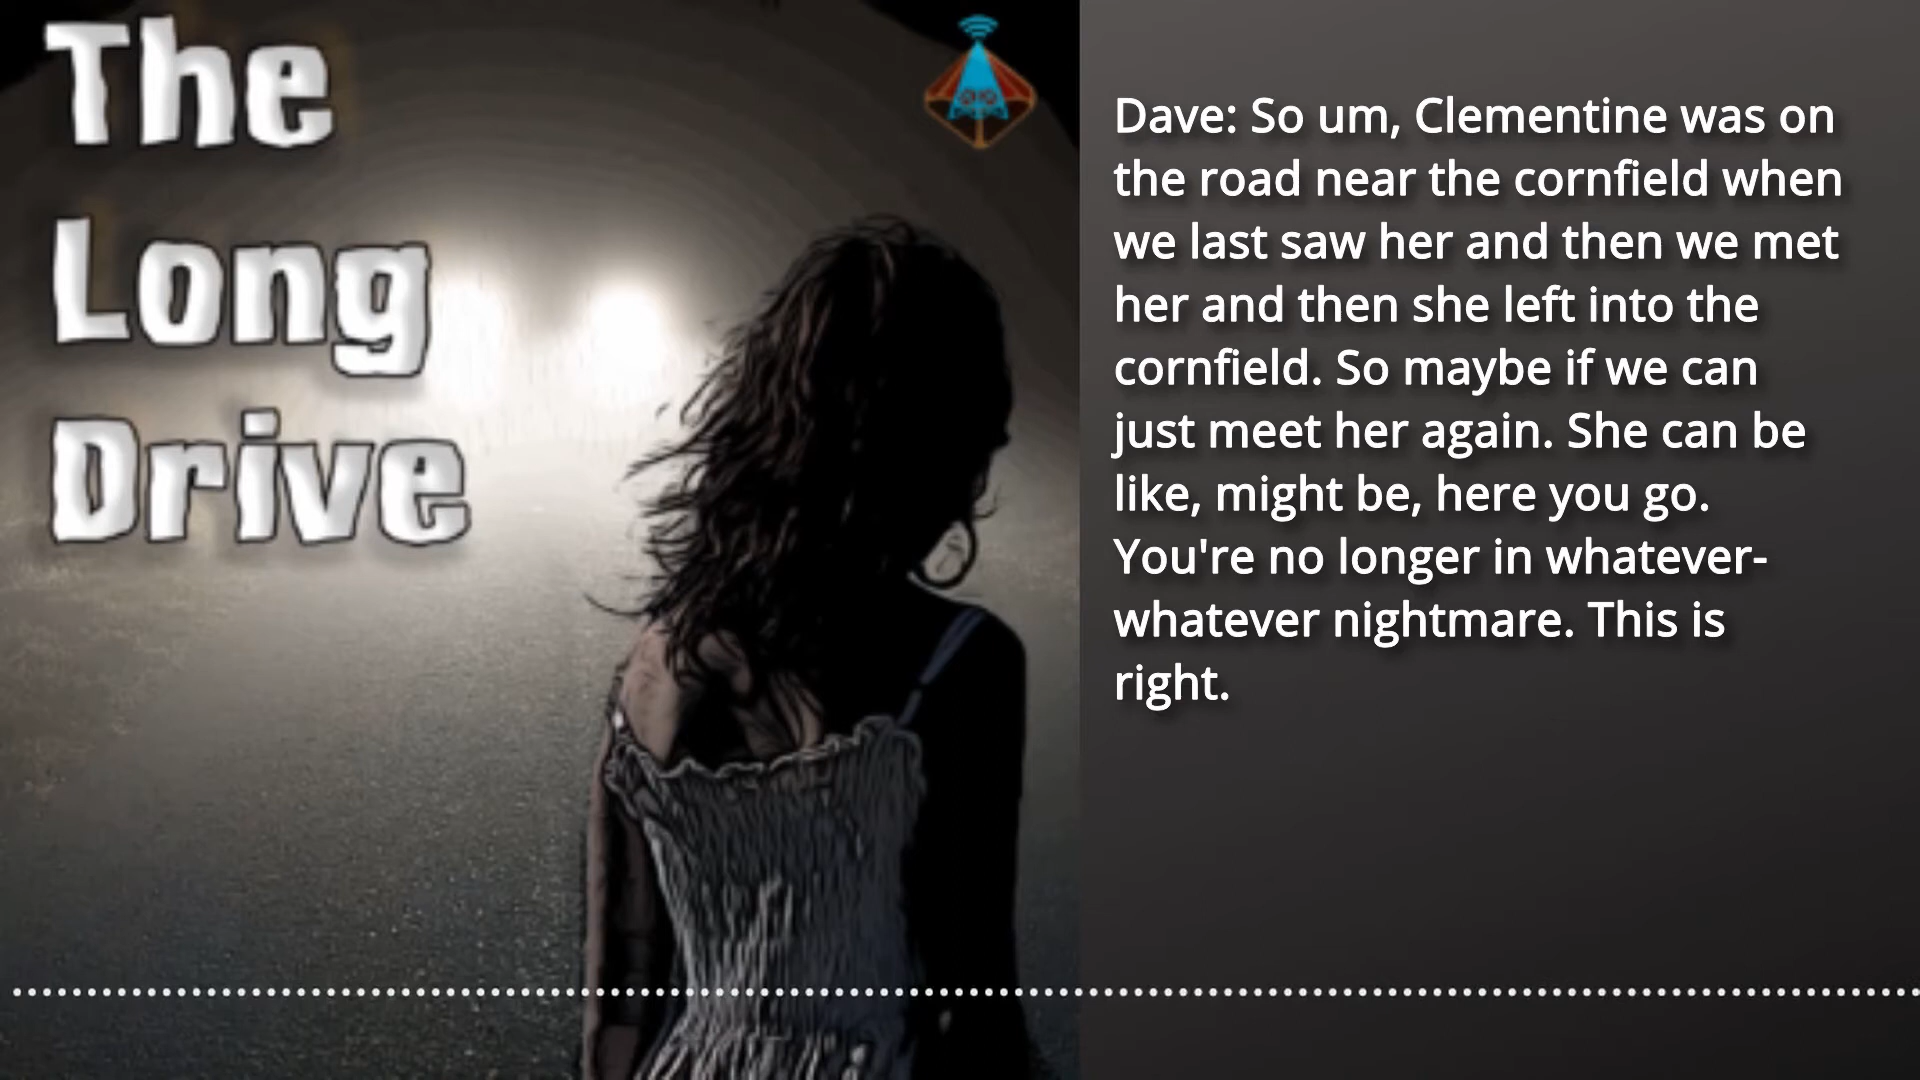 The
Long
Drive
Dave: So um, Clementine was on
the road near the cornfield when
we last saw her and then we met
her and then she left into the
cornfield. So maybe if we can
just meet her again. She can be
like, might be, here you go.
You're no longer in whatever-
whatever nightmare. This is
right.